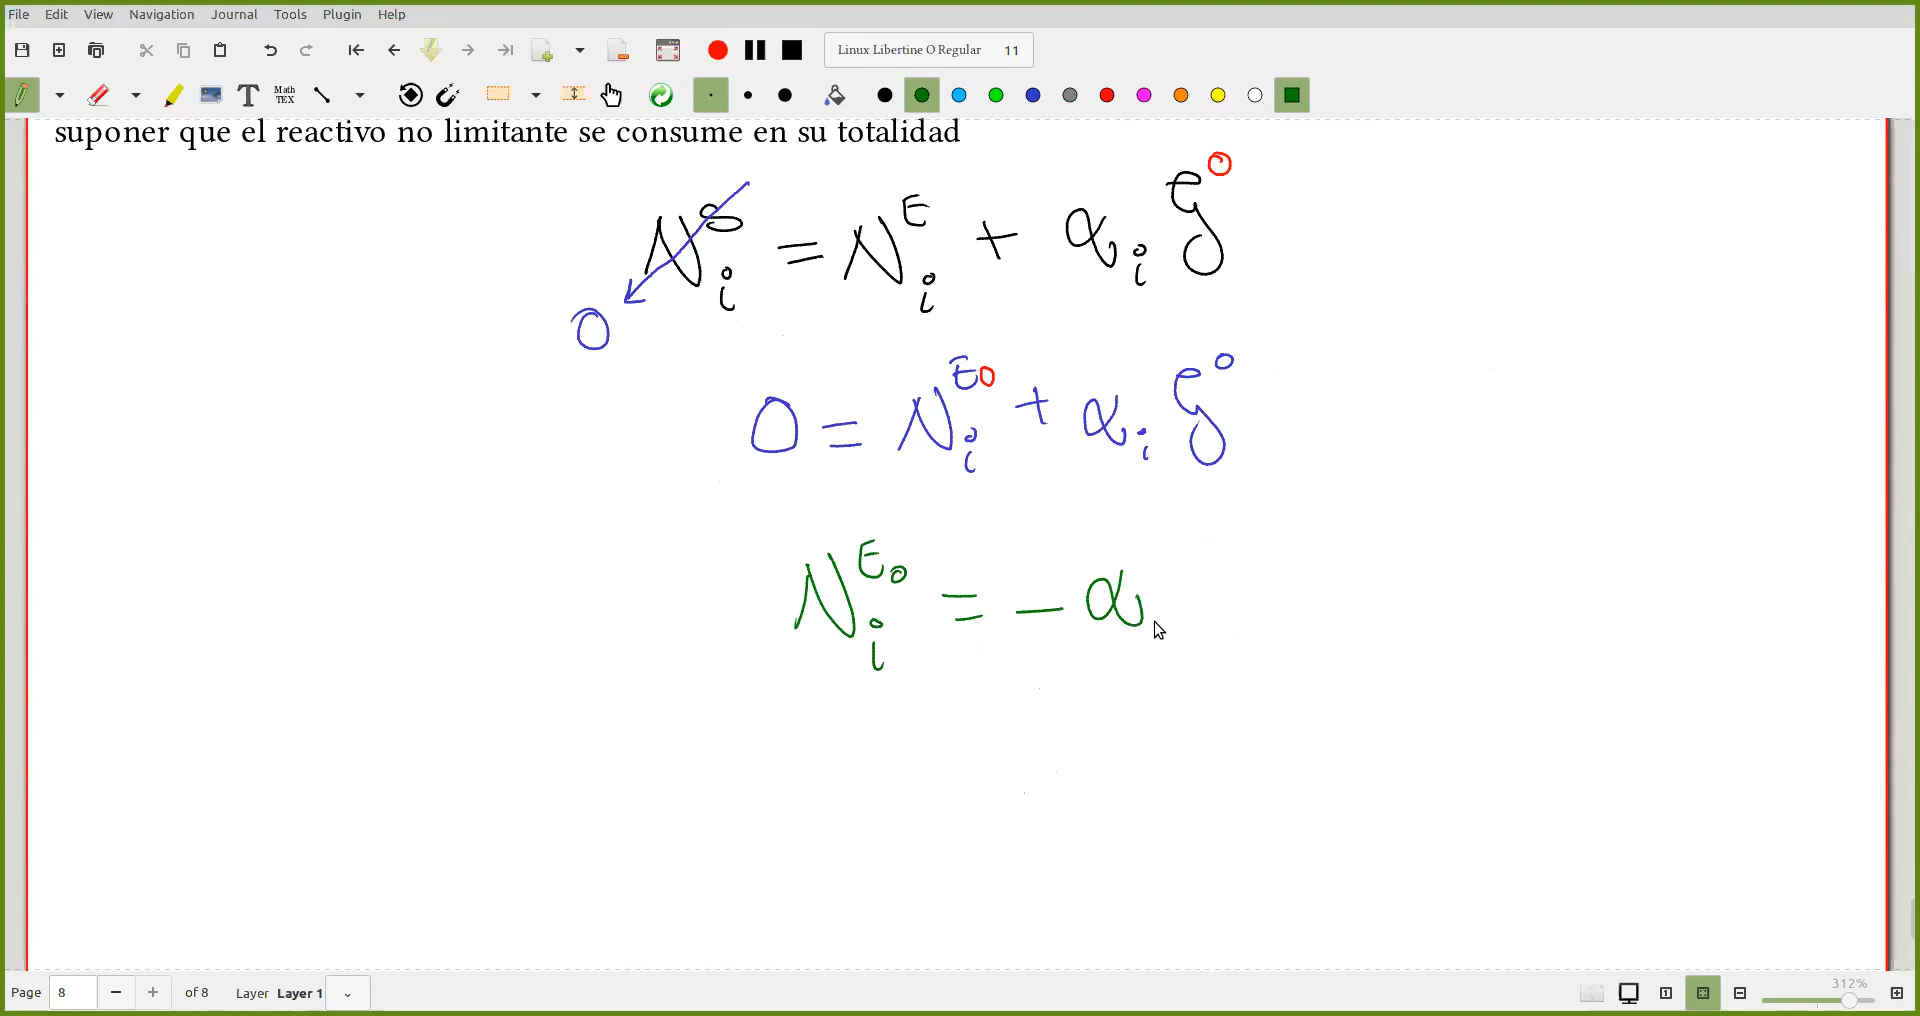 File Edit View Navigation Journal Tools Plugin Help
Linux Libertine O Regular 11
Math TEX
suponer que el reactivo no limitante se consume en su totalidad
N_i^S = N_i^E + α_i ξ^0
0
0 = N_i^{E0} + α_i ξ^0
N_i^{E0} = - α
Page 8 of 8 Layer Layer 1 312%